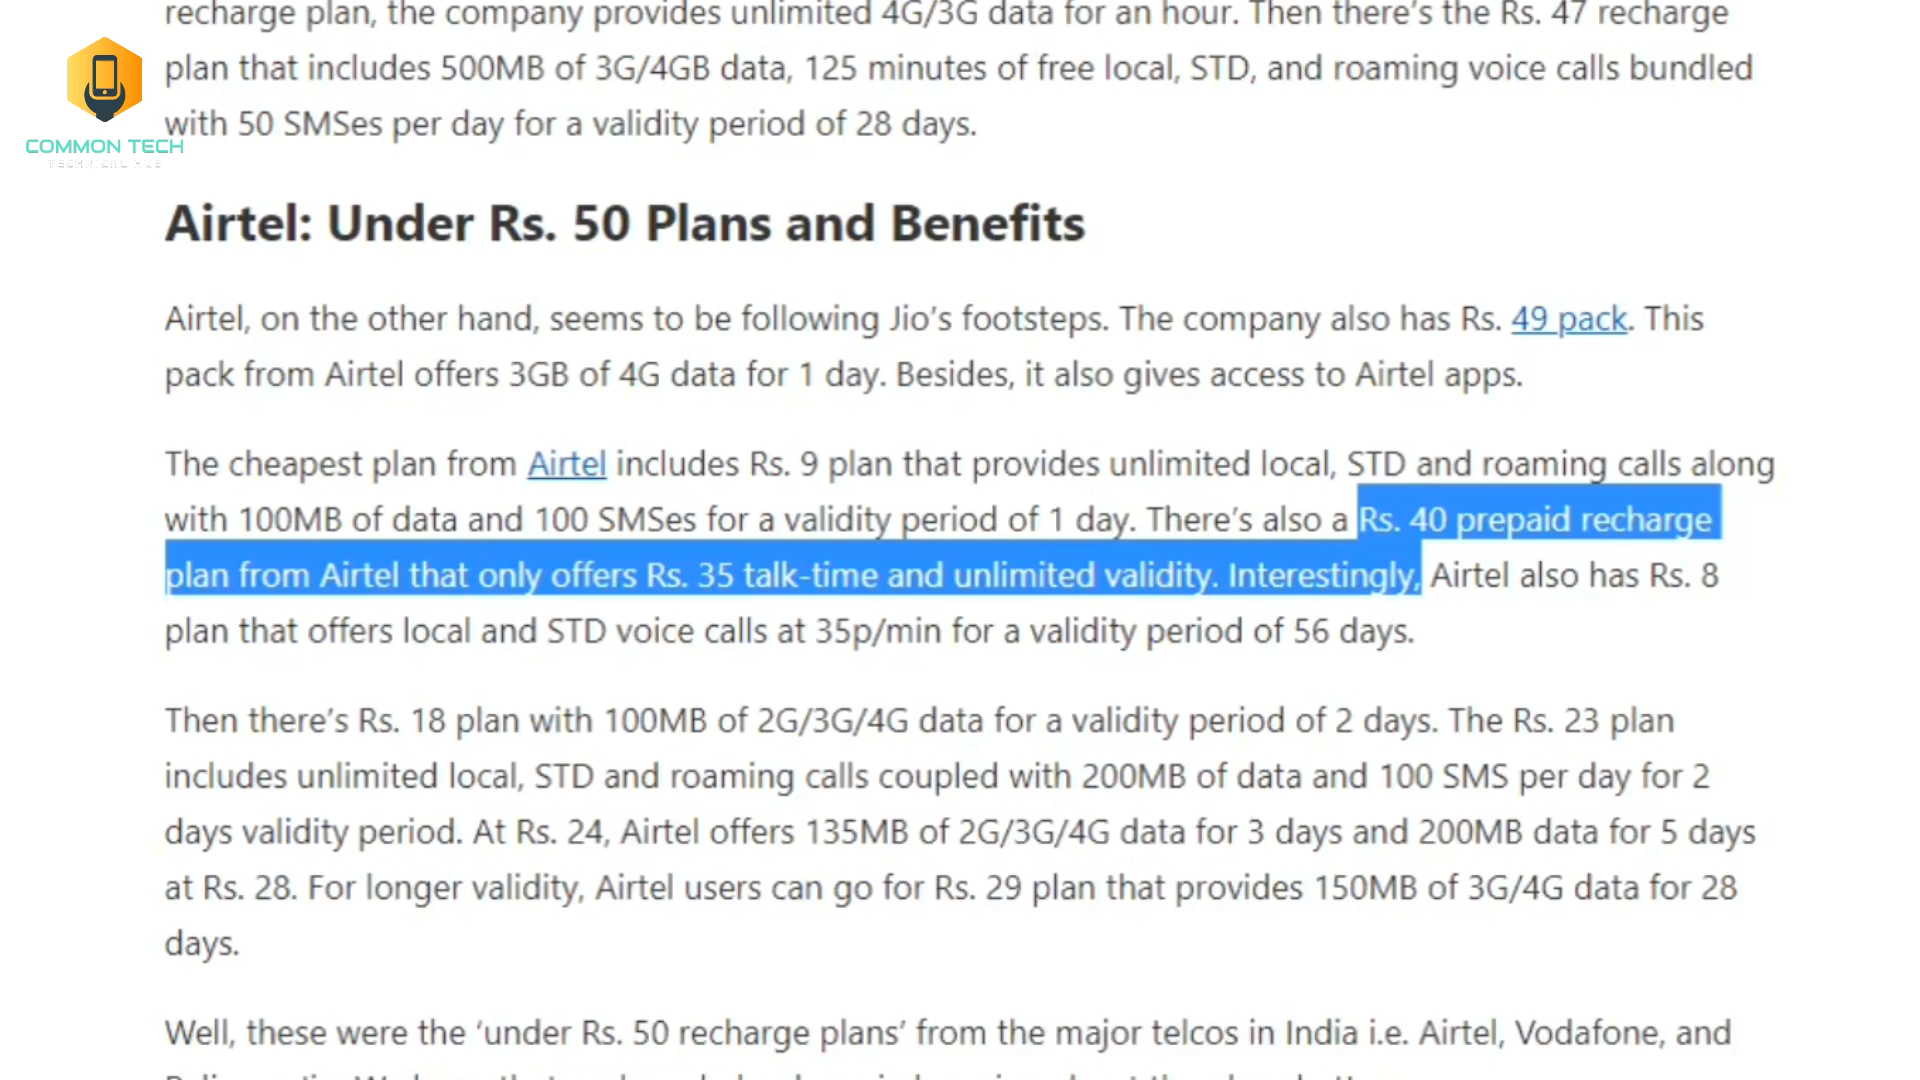 recharge plan, the company provides unlimited 4G/3G data for an hour. Then there's the Rs. 47 recharge
plan that includes 500MB of 3G/4GB data, 125 minutes of free local, STD, and roaming voice calls bundled
with 50 SMSes per day for a validity period of 28 days.
COMMON TECH
TECHNICAL HUB
Airtel: Under Rs. 50 Plans and Benefits
Airtel, on the other hand, seems to be following Jio's footsteps. The company also has Rs. 49 pack. This
pack from Airtel offers 3GB of 4G data for 1 day. Besides, it also gives access to Airtel apps.
The cheapest plan from Airtel includes Rs. 9 plan that provides unlimited local, STD and roaming calls along
with 100MB of data and 100 SMSes for a validity period of 1 day. There's also a Rs. 40 prepaid recharge
plan from Airtel that only offers Rs. 35 talk-time and unlimited validity. Interestingly, Airtel also has Rs. 8
plan that offers local and STD voice calls at 35p/min for a validity period of 56 days.
Then there's Rs. 18 plan with 100MB of 2G/3G/4G data for a validity period of 2 days. The Rs. 23 plan
includes unlimited local, STD and roaming calls coupled with 200MB of data and 100 SMS per day for 2
days validity period. At Rs. 24, Airtel offers 135MB of 2G/3G/4G data for 3 days and 200MB data for 5 days
at Rs. 28. For longer validity, Airtel users can go for Rs. 29 plan that provides 150MB of 3G/4G data for 28
days.
Well, these were the ‘under Rs. 50 recharge plans’ from the major telcos in India i.e. Airtel, Vodafone, and